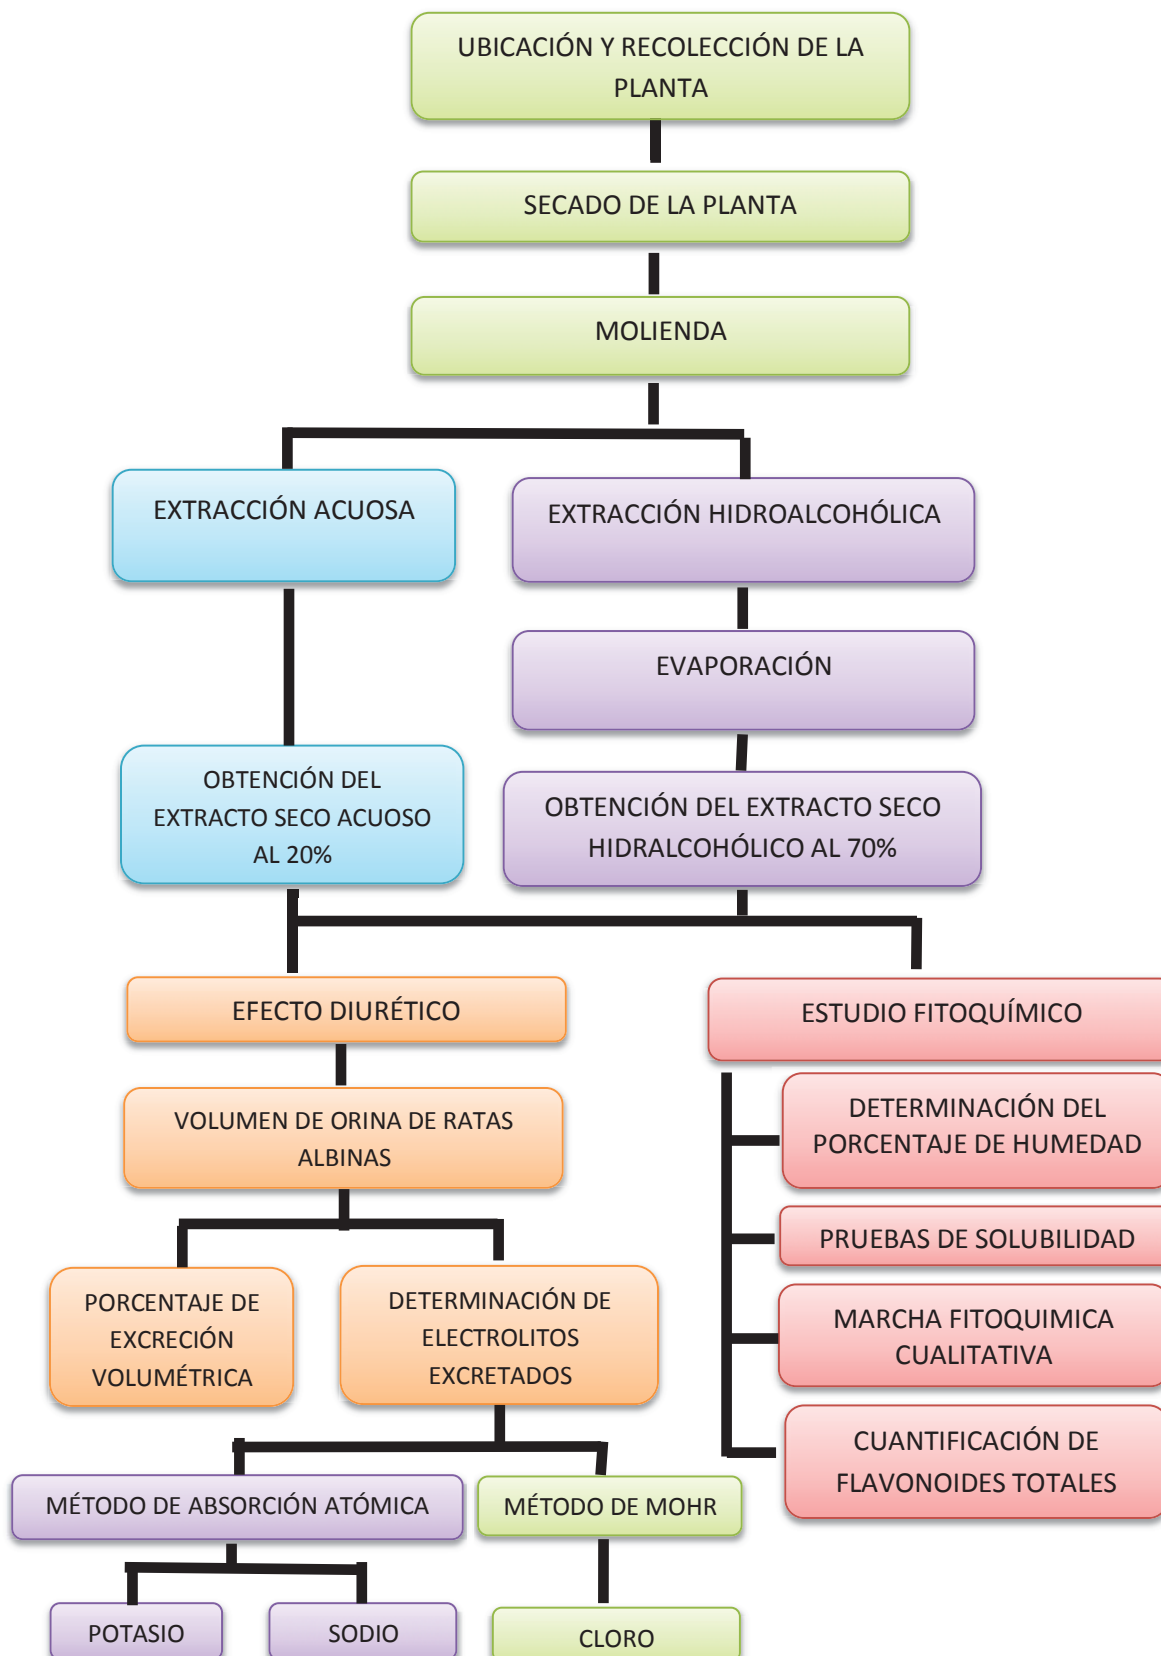 UBICACIÓN Y RECOLECCIÓN DE LA
PLANTA
SECADO DE LA PLANTA
MOLIENDA
EXTRACCIÓN ACUOSA
EXTRACCIÓN HIDROALCOHÓLICA
EVAPORACIÓN
OBTENCIÓN DEL
EXTRACTO SECO ACUOSO
AL 20%
OBTENCIÓN DEL EXTRACTO SECO
HIDRALCOHÓLICO AL 70%
EFECTO DIURÉTICO
ESTUDIO FITOQUÍMICO
VOLUMEN DE ORINA DE RATAS
ALBINAS
DETERMINACIÓN DEL
PORCENTAJE DE HUMEDAD
PRUEBAS DE SOLUBILIDAD
MARCHA FITOQUIMICA
CUALITATIVA
CUANTIFICACIÓN DE
FLAVONOIDES TOTALES
PORCENTAJE DE
EXCRECIÓN
VOLUMÉTRICA
DETERMINACIÓN DE
ELECTROLITOS
EXCRETADOS
MÉTODO DE ABSORCIÓN ATÓMICA
MÉTODO DE MOHR
POTASIO
SODIO
CLORO